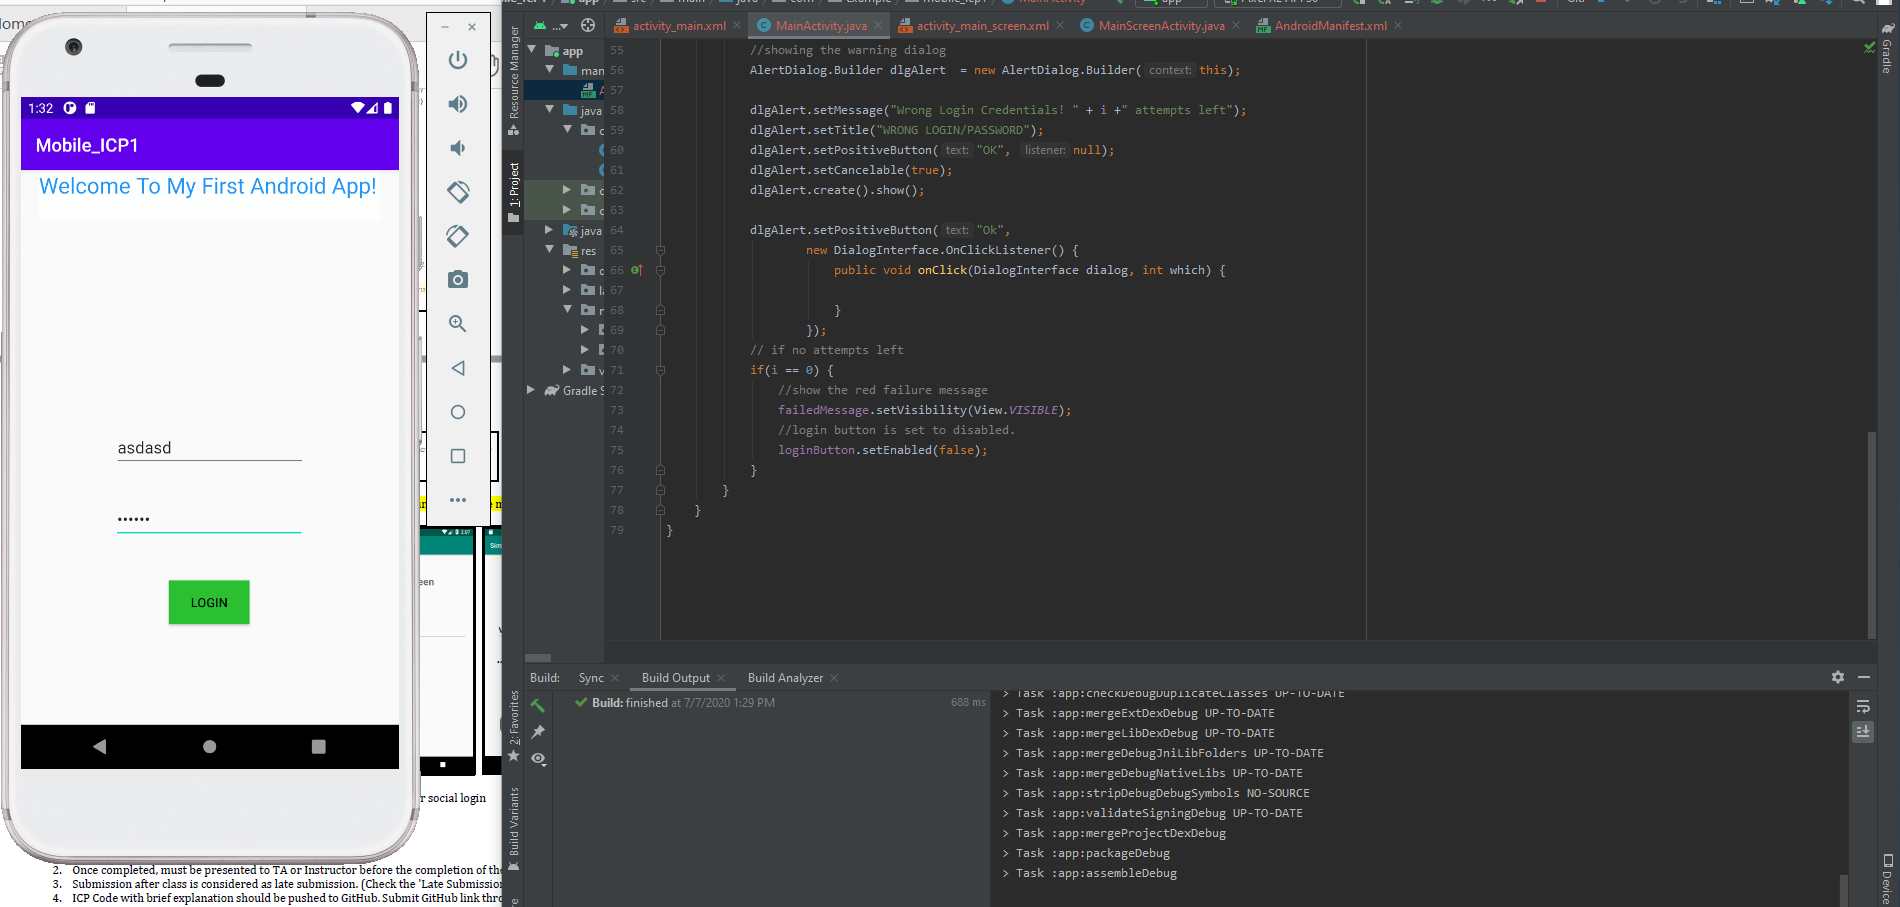 1:32
Mobile_ICP1
Welcome To My First Android App!
asdasd
••••••
LOGIN
social login
2. Once completed, must be presented to TA or Instructor before the completion of the
3. Submission after class is considered as late submission. (Check the 'Late Submission
4. ICP Code with brief explanation should be pushed to GitHub. Submit GitHub link thro
activity_main.xml
MainActivity.java
activity_main_screen.xml
MainScreenActivity.java
AndroidManifest.xml
Resource Manager
1: Project
2: Favorites
Build Variants
Gradle
Device
app
man
java
java
res
Gradle S
55 //showing the warning dialog
56 AlertDialog.Builder dlgAlert  = new AlertDialog.Builder( context: this);
57
58 dlgAlert.setMessage("Wrong Login Credentials! " + i +" attempts left");
59 dlgAlert.setTitle("WRONG LOGIN/PASSWORD");
60 dlgAlert.setPositiveButton( text: "OK", listener: null);
61 dlgAlert.setCancelable(true);
62 dlgAlert.create().show();
63
64 dlgAlert.setPositiveButton( text: "Ok",
65 new DialogInterface.OnClickListener() {
66 public void onClick(DialogInterface dialog, int which) {
67
68 }
69 });
70 // if no attempts left
71 if(i == 0) {
72 //show the red failure message
73 failedMessage.setVisibility(View.VISIBLE);
74 //login button is set to disabled.
75 loginButton.setEnabled(false);
76 }
77 }
78 }
79 }
Build: Sync Build Output Build Analyzer
Build: finished at 7/7/2020 1:29 PM 688 ms
> Task :app:checkDebugDuplicateClasses UP-TO-DATE
> Task :app:mergeExtDexDebug UP-TO-DATE
> Task :app:mergeLibDexDebug UP-TO-DATE
> Task :app:mergeDebugJniLibFolders UP-TO-DATE
> Task :app:mergeDebugNativeLibs UP-TO-DATE
> Task :app:stripDebugDebugSymbols NO-SOURCE
> Task :app:validateSigningDebug UP-TO-DATE
> Task :app:mergeProjectDexDebug
> Task :app:packageDebug
> Task :app:assembleDebug